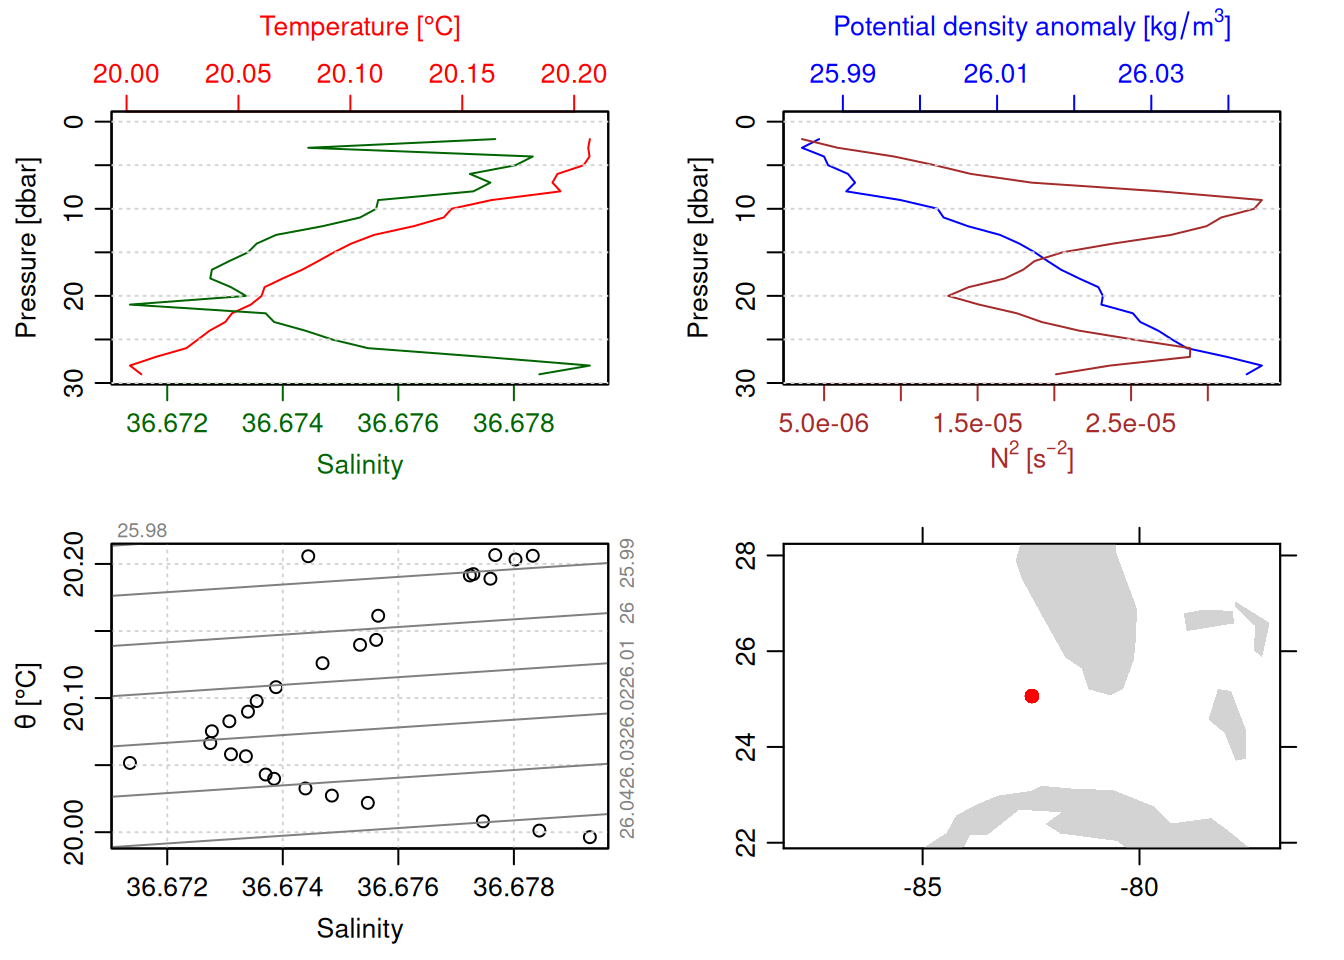 Temperature [°C]
20.00 20.05 20.10 20.15 20.20
Pressure [dbar]
0
10
20
30
36.672 36.674 36.676 36.678
Salinity
Potential density anomaly [kg/m³]
25.99 26.01 26.03
Pressure [dbar]
0
10
20
30
5.0e-06 1.5e-05 2.5e-05
N² [s⁻²]
25.98
θ [°C]
20.20
20.10
20.00
25.99
26
26.01
26.02
26.03
26.04
36.672 36.674 36.676 36.678
Salinity
28
26
24
22
-85 -80